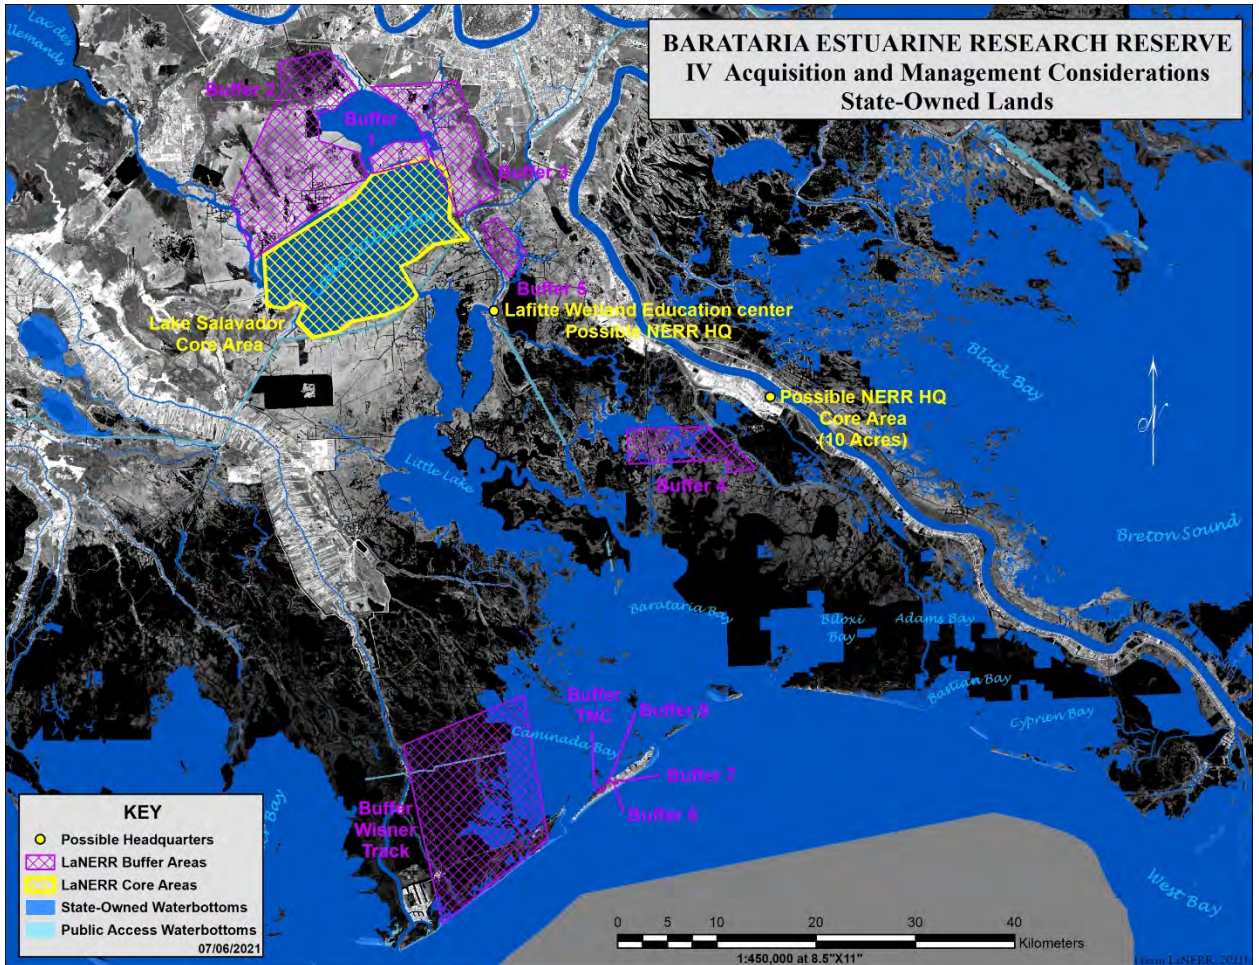 BARATARIA ESTUARINE RESEARCH RESERVE
IV Acquisition and Management Considerations
State-Owned Lands
Lac des
Buffer 2
Buffer
1
Buffer 3
Buffer 5
Lake Salavador
Core Area
Lafitte Wetland Education center
Possible NERR HQ
Possible NERR HQ
Core Area
(10 Acres)
Black Bay
Little Lake
Buffer 4
Breton Sound
Barataria Bay
Adams Bay
Bay
Bastian Bay
Cyprien Bay
Buffer
TNC
Buffer 8
Caminada Bay
Buffer 7
Buffer 6
Buffer
Wisner
Track
Bay
West Bay
KEY
Possible Headquarters
LaNERR Buffer Areas
LaNERR Core Areas
State-Owned Waterbottoms
Public Access Waterbottoms
07/06/2021
0 5 10 20 30 40
Kilometers
1:450,000 at 8.5"X11"
N